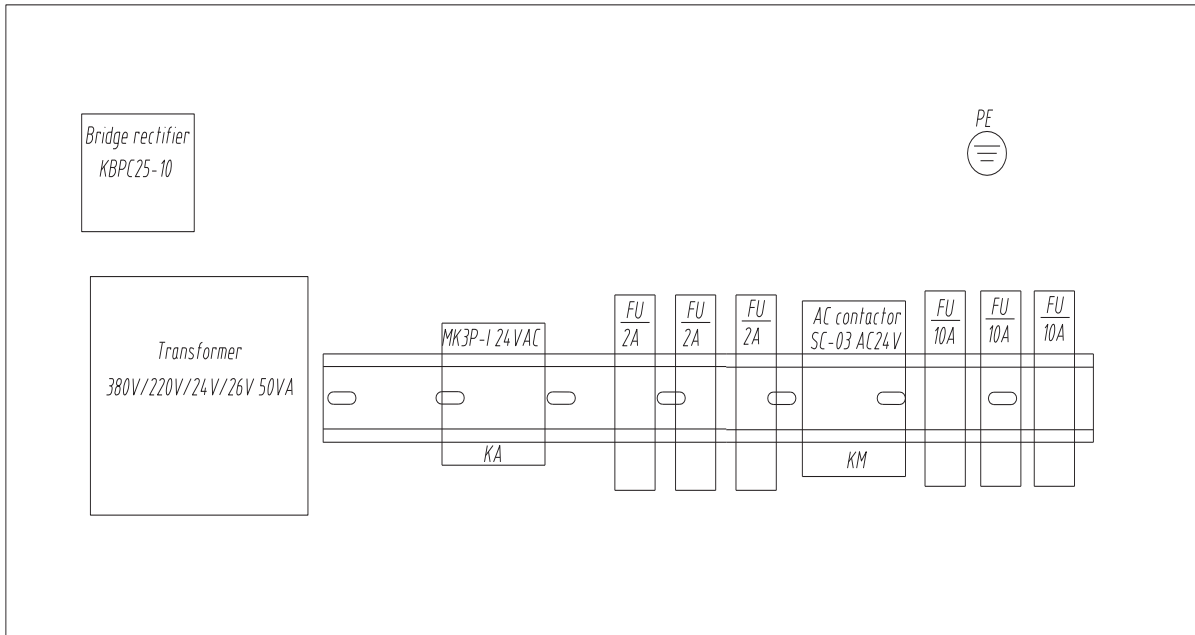 Bridge rectifier
KBPC25-10
PE
Transformer
380V/220V/24V/26V 50VA
MK3P-I 24VAC
KA
FU
2A
FU
2A
FU
2A
AC contactor
SC-03 AC24V
KM
FU
10A
FU
10A
FU
10A